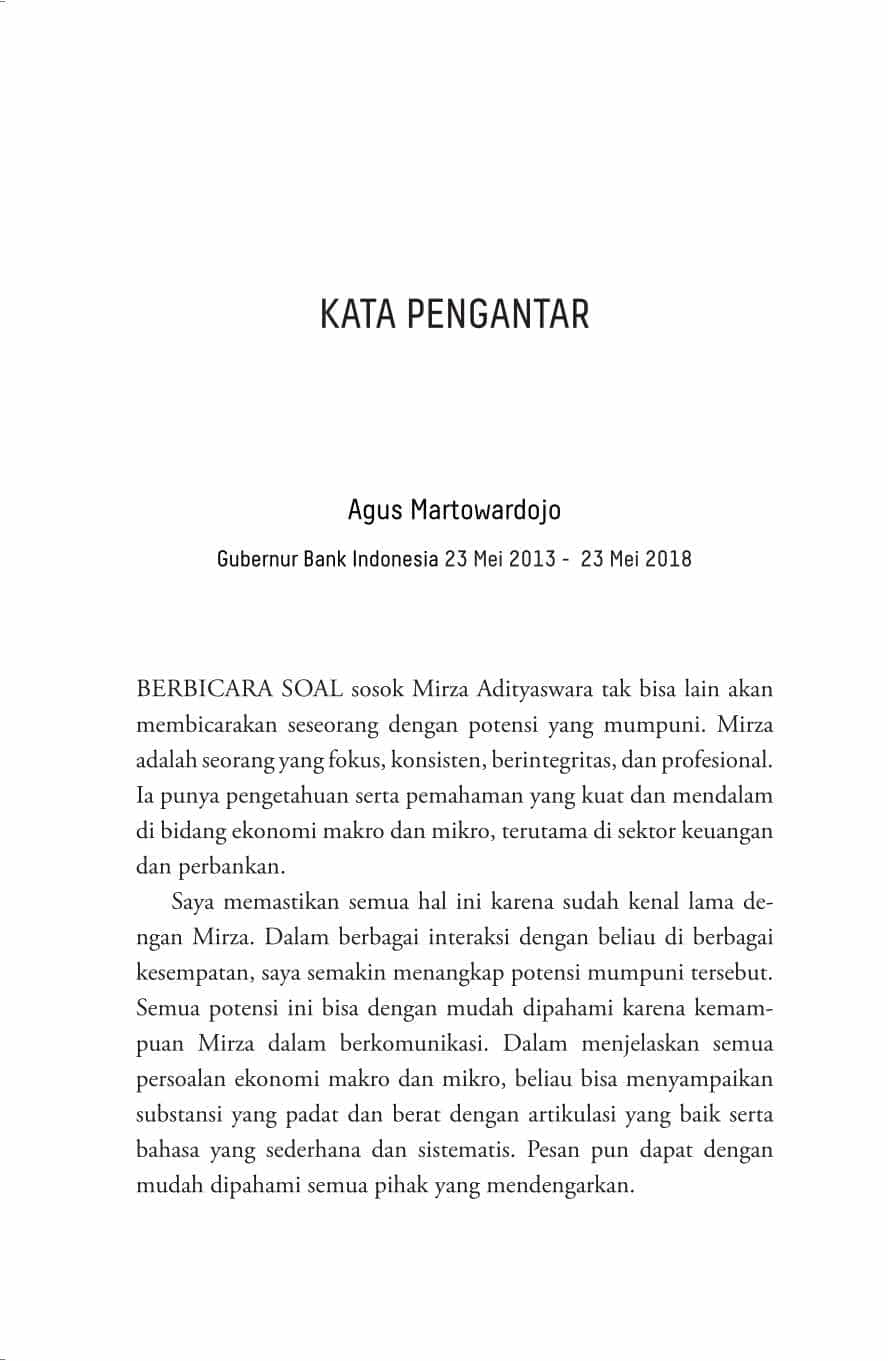 KATA PENGANTAR
Agus Martowardojo
Gubernur Bank Indonesia 23 Mei 2013 - 23 Mei 2018
BERBICARA SOAL sosok Mirza Adityaswara tak bisa lain akan
membicarakan seseorang dengan potensi yang mumpuni. Mirza
adalah seorang yang fokus, konsisten, berintegritas, dan profesional.
Ia punya pengetahuan serta pemahaman yang kuat dan mendalam
di bidang ekonomi makro dan mikro, terutama di sektor keuangan
dan perbankan.
Saya memastikan semua hal ini karena sudah kenal lama de-
ngan Mirza. Dalam berbagai interaksi dengan beliau di berbagai
kesempatan, saya semakin menangkap potensi mumpuni tersebut.
Semua potensi ini bisa dengan mudah dipahami karena kemam-
puan Mirza dalam berkomunikasi. Dalam menjelaskan semua
persoalan ekonomi makro dan mikro, beliau bisa menyampaikan
substansi yang padat dan berat dengan artikulasi yang baik serta
bahasa yang sederhana dan sistematis. Pesan pun dapat dengan
mudah dipahami semua pihak yang mendengarkan.